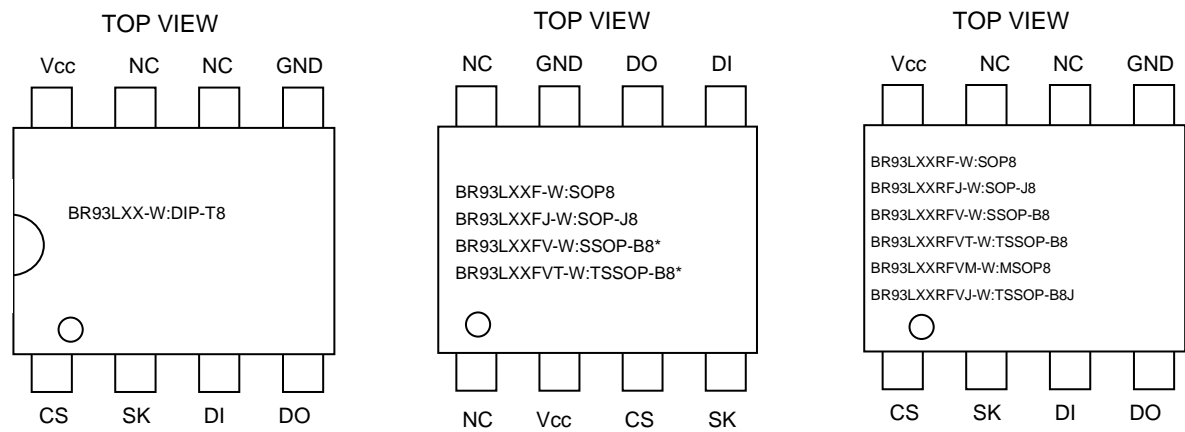 TOP VIEW
Vcc NC NC GND
BR93LXX-W:DIP-T8
CS SK DI DO
TOP VIEW
NC GND DO DI
BR93LXXF-W:SOP8
BR93LXXFJ-W:SOP-J8
BR93LXXFV-W:SSOP-B8*
BR93LXXFVT-W:TSSOP-B8*
NC Vcc CS SK
TOP VIEW
Vcc NC NC GND
BR93LXXRF-W:SOP8
BR93LXXRFJ-W:SOP-J8
BR93LXXRFV-W:SSOP-B8
BR93LXXRFVT-W:TSSOP-B8
BR93LXXRFVM-W:MSOP8
BR93LXXRFVJ-W:TSSOP-B8J
CS SK DI DO